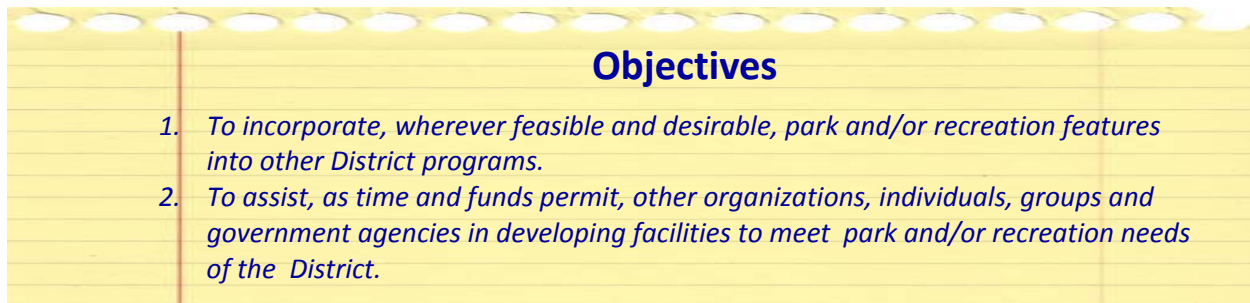 Objectives
1. To incorporate, wherever feasible and desirable, park and/or recreation features
into other District programs.
2. To assist, as time and funds permit, other organizations, individuals, groups and
government agencies in developing facilities to meet park and/or recreation needs
of the District.